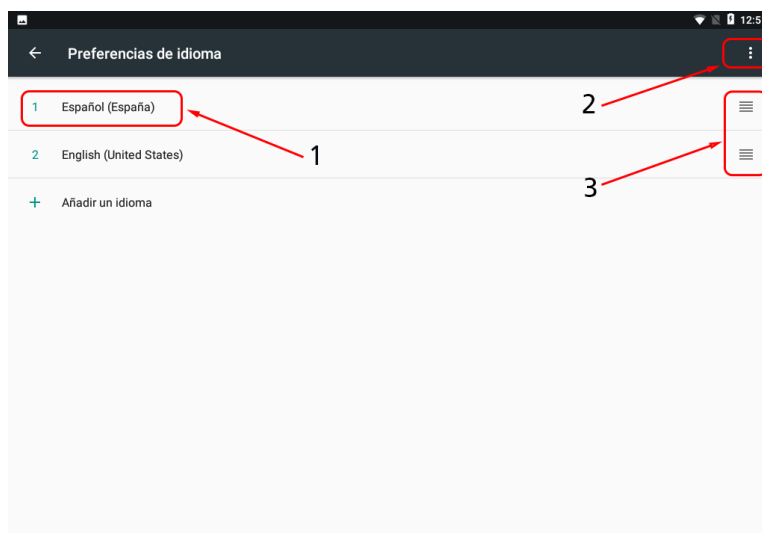 12:5
Preferencias de idioma
2
1 Español (España)
1
2 English (United States)
3
+ Añadir un idioma